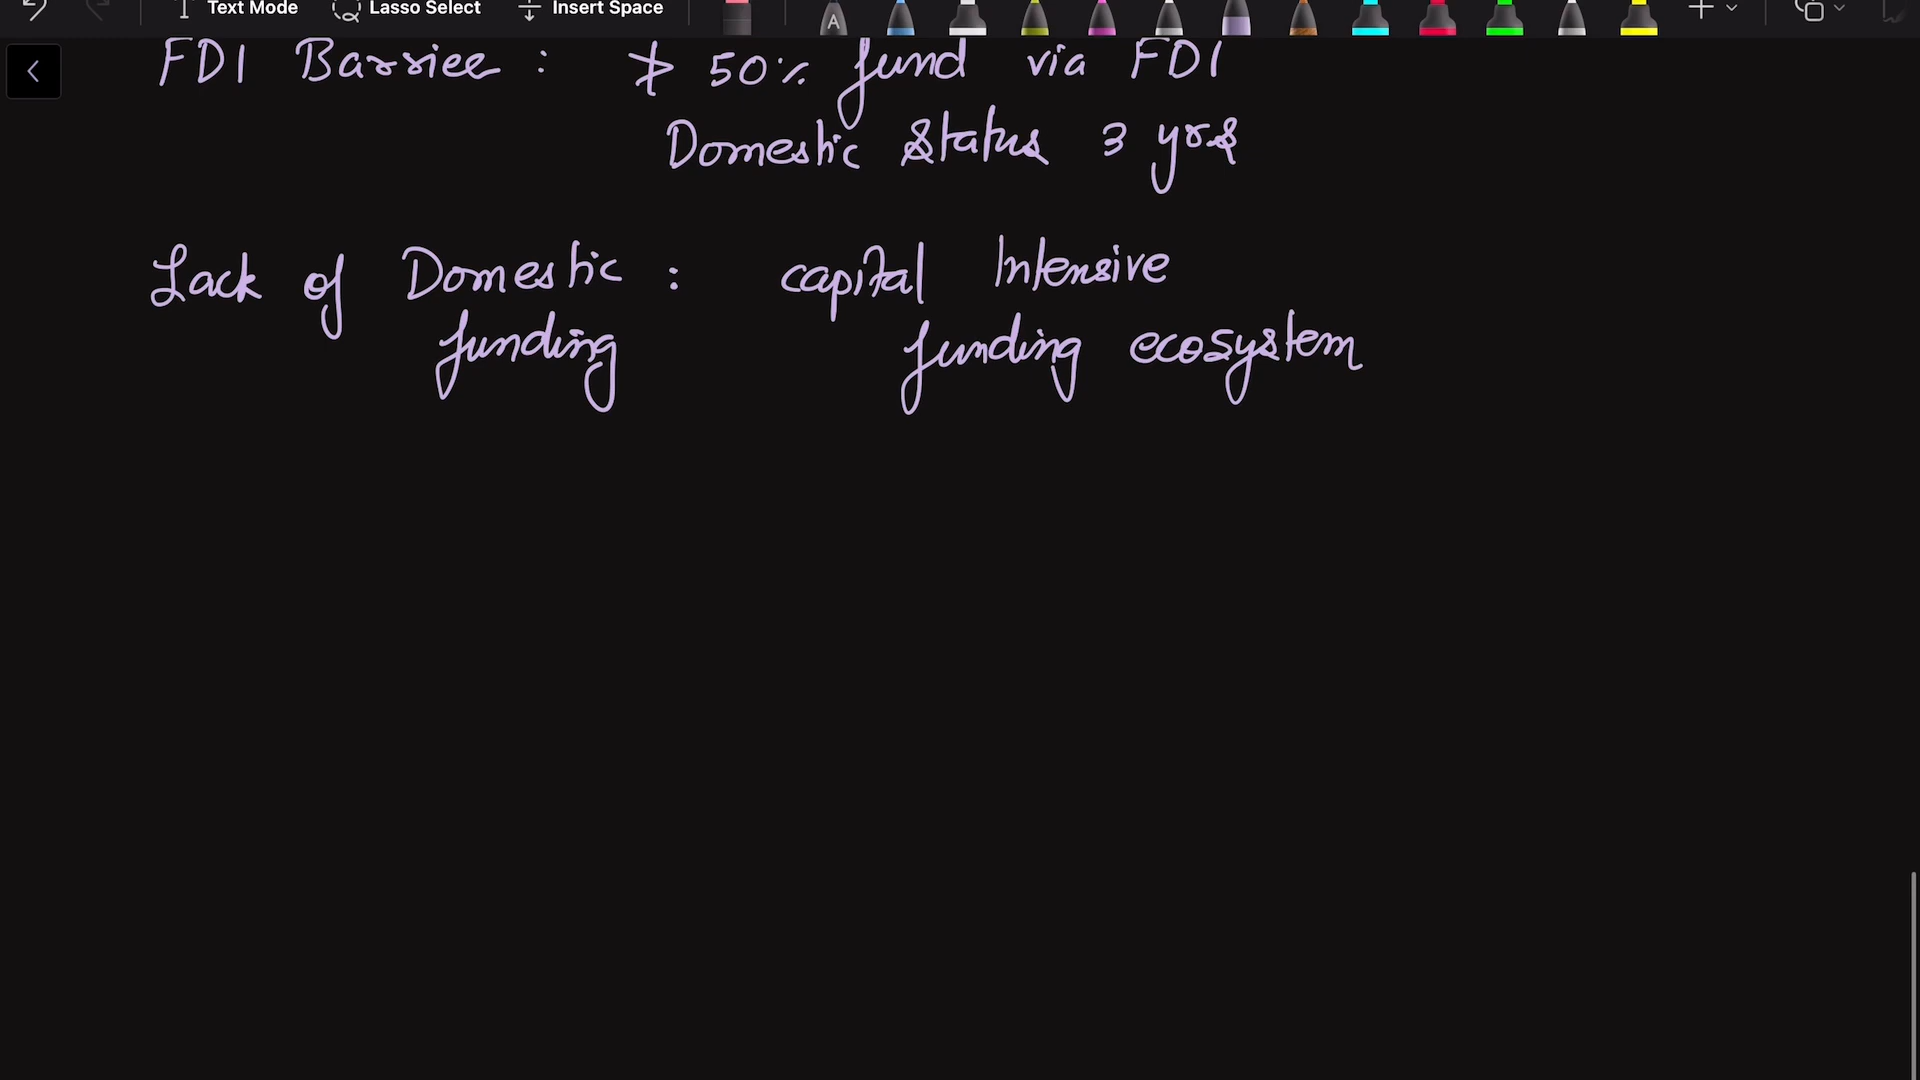 Text Mode Lasso Select Insert Space A
FDI Barrier : ≯ 50% fund via FDI
Domestic Status 3 yrs
Lack of Domestic : capital Intensive
funding funding ecosystem